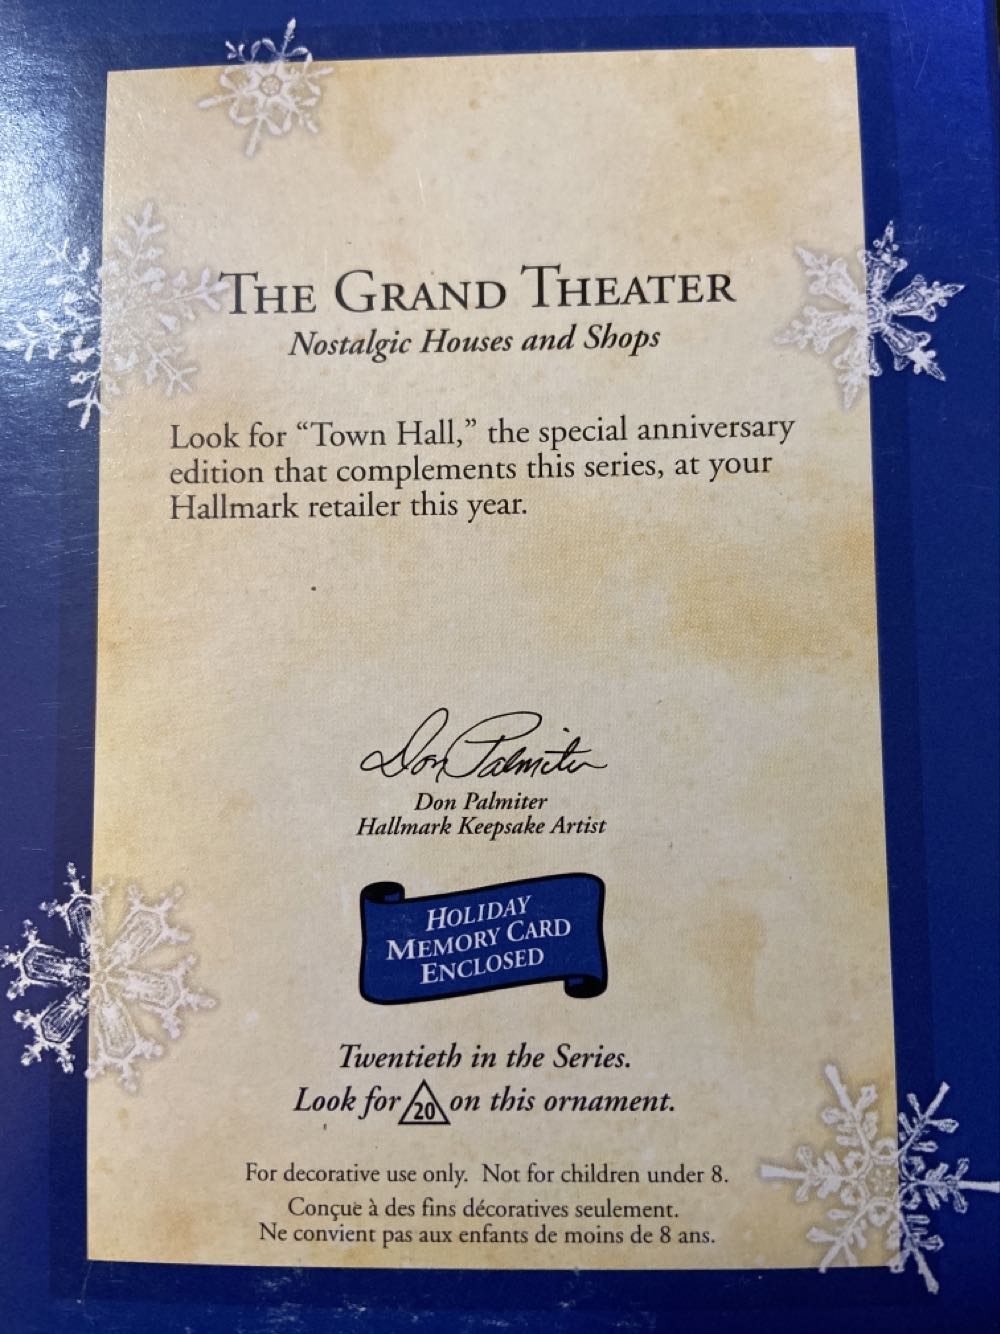 THE GRAND THEATER
Nostalgic Houses and Shops
Look for “Town Hall,” the special anniversary
edition that complements this series, at your
Hallmark retailer this year.
Don Palmiter
Don Palmiter
Hallmark Keepsake Artist
HOLIDAY
MEMORY CARD
ENCLOSED
Twentieth in the Series.
Look for 20 on this ornament.
For decorative use only. Not for children under 8.
Conçue à des fins décoratives seulement.
Ne convient pas aux enfants de moins de 8 ans.